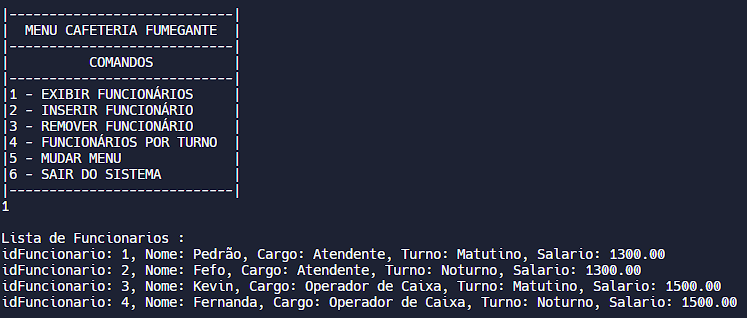 |----------------------------|
|  MENU CAFETERIA FUMEGANTE  |
|----------------------------|
|          COMANDOS          |
|----------------------------|
|1 - EXIBIR FUNCIONÁRIOS     |
|2 - INSERIR FUNCIONÁRIO     |
|3 - REMOVER FUNCIONÁRIO     |
|4 - FUNCIONÁRIOS POR TURNO  |
|5 - MUDAR MENU              |
|6 - SAIR DO SISTEMA         |
|----------------------------|
1

Lista de Funcionarios :
idFuncionario: 1, Nome: Pedrão, Cargo: Atendente, Turno: Matutino, Salario: 1300.00
idFuncionario: 2, Nome: Fefo, Cargo: Atendente, Turno: Noturno, Salario: 1300.00
idFuncionario: 3, Nome: Kevin, Cargo: Operador de Caixa, Turno: Matutino, Salario: 1500.00
idFuncionario: 4, Nome: Fernanda, Cargo: Operador de Caixa, Turno: Noturno, Salario: 1500.00